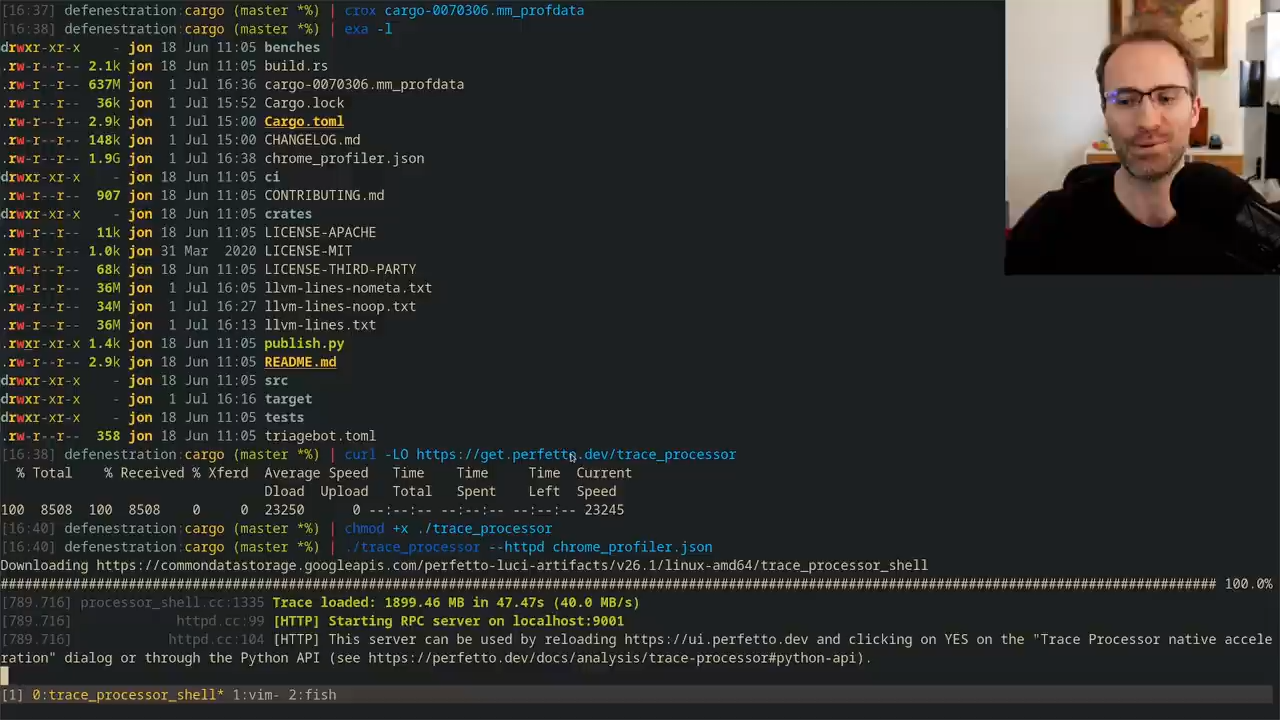 [16:37] defenestration:cargo (master *%) | crox cargo-0070306.mm_profdata
[16:38] defenestration:cargo (master *%) | exa -l
drwxr-xr-x    - jon 18 Jun 11:05 benches
.rw-r--r-- 2.1k jon 18 Jun 11:05 build.rs
.rw-r--r-- 637M jon  1 Jul 16:36 cargo-0070306.mm_profdata
.rw-r--r--  36k jon  1 Jul 15:52 Cargo.lock
.rw-r--r-- 2.9k jon  1 Jul 15:00 Cargo.toml
.rw-r--r-- 148k jon  1 Jul 15:00 CHANGELOG.md
.rw-r--r-- 1.9G jon  1 Jul 16:38 chrome_profiler.json
drwxr-xr-x    - jon 18 Jun 11:05 ci
.rw-r--r--  907 jon 18 Jun 11:05 CONTRIBUTING.md
drwxr-xr-x    - jon 18 Jun 11:05 crates
.rw-r--r--  11k jon 18 Jun 11:05 LICENSE-APACHE
.rw-r--r-- 1.0k jon 31 Mar  2020 LICENSE-MIT
.rw-r--r--  68k jon 18 Jun 11:05 LICENSE-THIRD-PARTY
.rw-r--r--  36M jon  1 Jul 16:05 llvm-lines-nometa.txt
.rw-r--r--  34M jon  1 Jul 16:27 llvm-lines-noop.txt
.rw-r--r--  36M jon  1 Jul 16:13 llvm-lines.txt
.rwxr-xr-x 1.4k jon 18 Jun 11:05 publish.py
.rw-r--r-- 2.9k jon 18 Jun 11:05 README.md
drwxr-xr-x    - jon 18 Jun 11:05 src
drwxr-xr-x    - jon  1 Jul 16:16 target
drwxr-xr-x    - jon 18 Jun 11:05 tests
.rw-r--r--  358 jon 18 Jun 11:05 triagebot.toml
[16:38] defenestration:cargo (master *%) | curl -LO https://get.perfetto.dev/trace_processor
  % Total    % Received % Xferd  Average Speed   Time    Time     Time  Current
                                 Dload  Upload   Total   Spent    Left  Speed
100  8508  100  8508    0     0  23250      0 --:--:-- --:--:-- --:--:-- 23245
[16:40] defenestration:cargo (master *%) | chmod +x ./trace_processor
[16:40] defenestration:cargo (master *%) | ./trace_processor --httpd chrome_profiler.json
Downloading https://commondatastorage.googleapis.com/perfetto-luci-artifacts/v26.1/linux-amd64/trace_processor_shell
######################################################################################################################################################## 100.0%
[789.716] processor_shell.cc:1335 Trace loaded: 1899.46 MB in 47.47s (40.0 MB/s)
[789.716]             httpd.cc:99 [HTTP] Starting RPC server on localhost:9001
[789.716]            httpd.cc:104 [HTTP] This server can be used by reloading https://ui.perfetto.dev and clicking on YES on the "Trace Processor native accele
ration" dialog or through the Python API (see https://perfetto.dev/docs/analysis/trace-processor#python-api).
[1] 0:trace_processor_shell* 1:vim- 2:fish